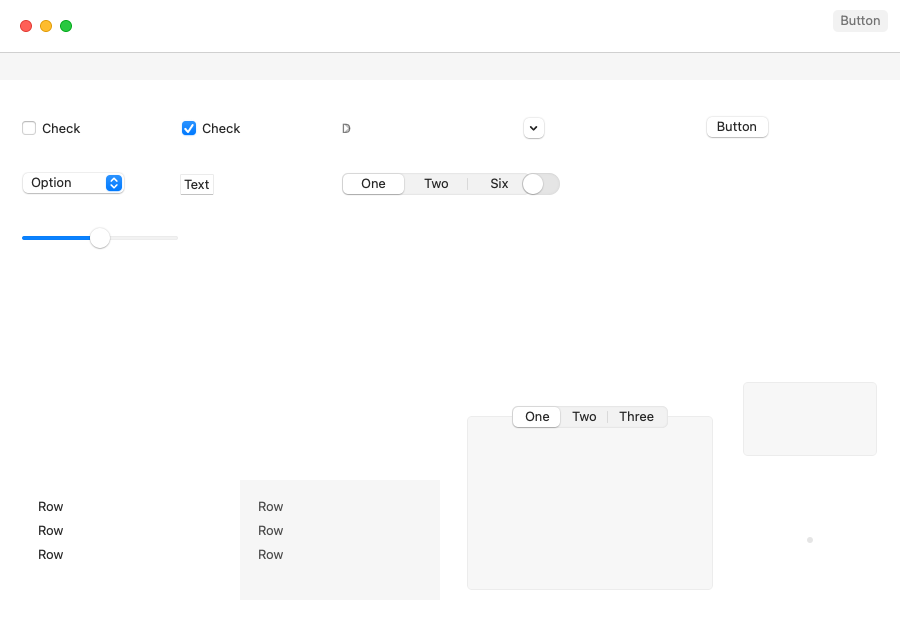 Button
Check
Check
D
Button
Option
Text
One
Two
Six
One
Two
Three
Row
Row
Row
Row
Row
Row